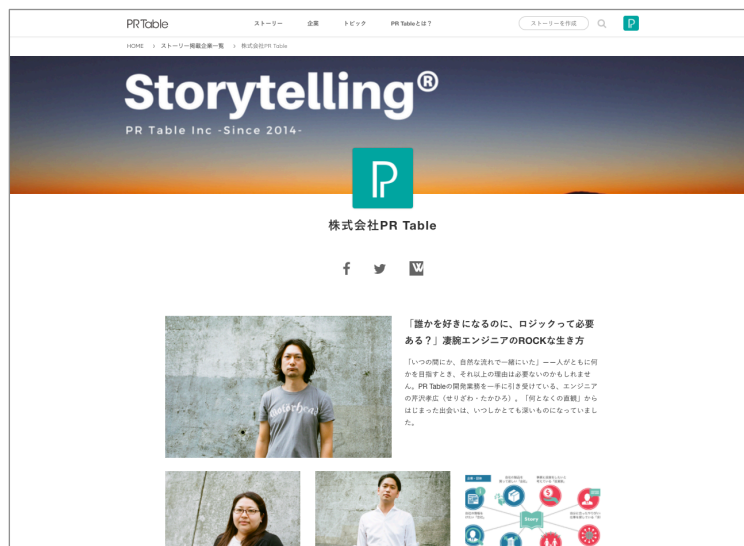 PRTable
ストーリー 企業 トピック PR Tableとは？ ストーリーを作成
HOME › ストーリー掲載企業一覧 › 株式会社PR Table
Storytelling®
PR Table Inc -Since 2014-
株式会社PR Table
「誰かを好きになるのに、ロジックって必要
ある？」凄腕エンジニアのROCKな生き方
「いつの間にか、自然な流れで一緒にいた」ーー人がともに何
かを目指すとき、それ以上の理由は必要ないのかもしれませ
ん。PR Tableの開発業務を一手に引き受けている、エンジニア
の芹沢孝広（せりざわ・たかひろ）。「何となくの直観」から
はじまった出会いは、いつしかとても深いものになっていまし
た。
motörhead
Story